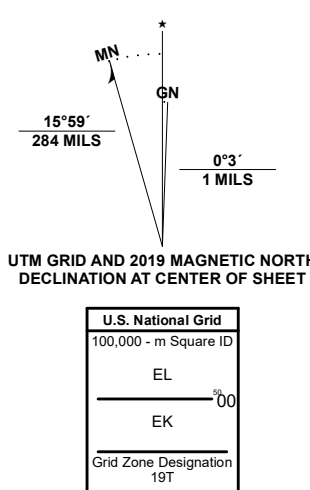 ★
MN
GN
15°59´
284 MILS
0°3´
1 MILS
UTM GRID AND 2019 MAGNETIC NORTH
DECLINATION AT CENTER OF SHEET
U.S. National Grid
100,000 - m Square ID
EL
50
00
EK
Grid Zone Designation
19T